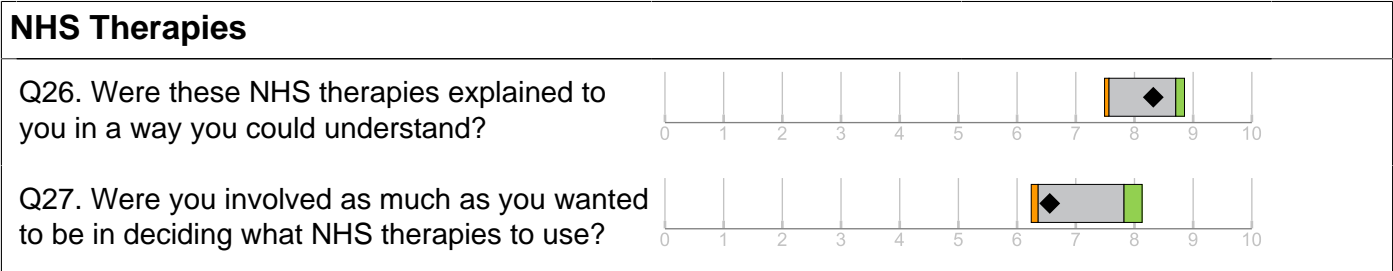 NHS Therapies
Q26. Were these NHS therapies explained to
you in a way you could understand?
0 1 2 3 4 5 6 7 8 9 10
Q27. Were you involved as much as you wanted
to be in deciding what NHS therapies to use?
0 1 2 3 4 5 6 7 8 9 10